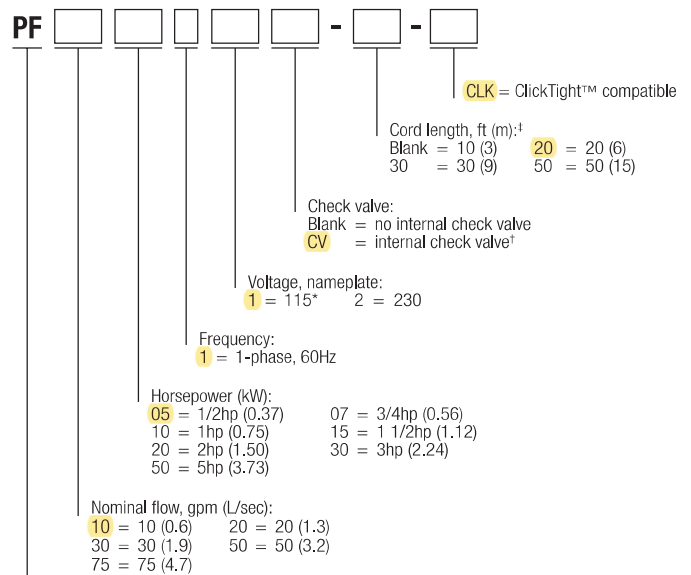 PF - -
CLK = ClickTight™ compatible
Cord length, ft (m):‡
Blank = 10 (3) 20 = 20 (6)
30 = 30 (9) 50 = 50 (15)
Check valve:
Blank = no internal check valve
CV = internal check valve†
Voltage, nameplate:
1 = 115* 2 = 230
Frequency:
1 = 1-phase, 60Hz
Horsepower (kW):
05 = 1/2hp (0.37) 07 = 3/4hp (0.56)
10 = 1hp (0.75) 15 = 1 1/2hp (1.12)
20 = 2hp (1.50) 30 = 3hp (2.24)
50 = 5hp (3.73)
Nominal flow, gpm (L/sec):
10 = 10 (0.6) 20 = 20 (1.3)
30 = 30 (1.9) 50 = 50 (3.2)
75 = 75 (4.7)